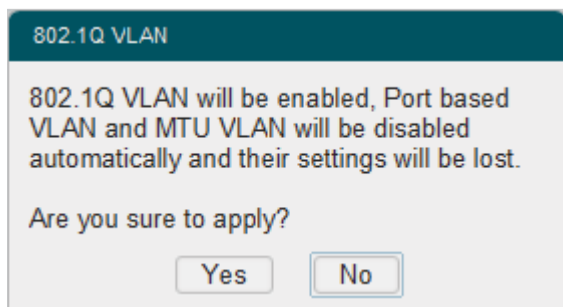 802.1Q VLAN
802.1Q VLAN will be enabled, Port based
VLAN and MTU VLAN will be disabled
automatically and their settings will be lost.
Are you sure to apply?
Yes No